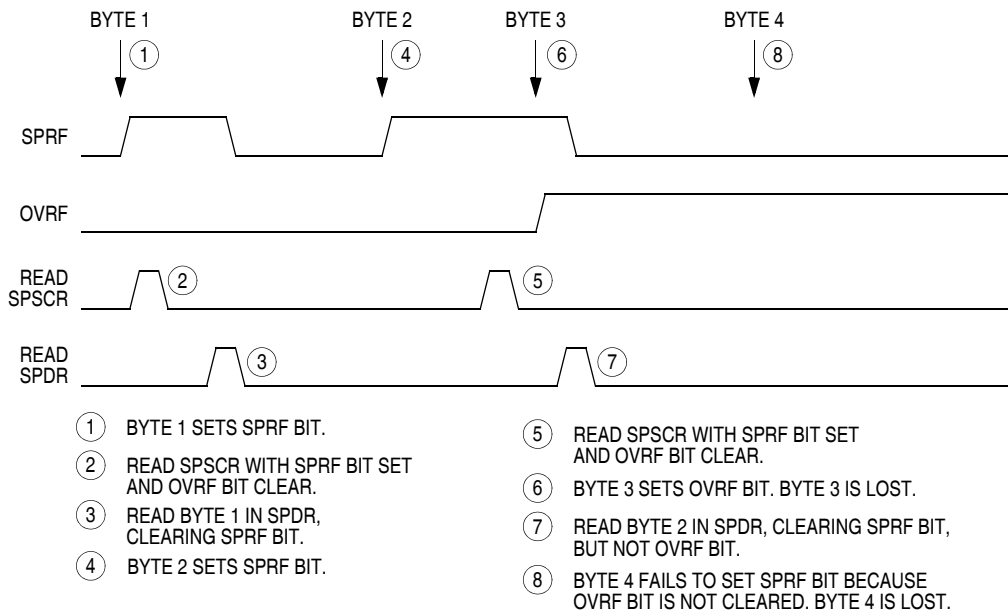 BYTE 1 BYTE 2 BYTE 3 BYTE 4
1 4 6 8
SPRF
OVRF
READ
SPSCR
2 5
READ
SPDR
3 7
1 BYTE 1 SETS SPRF BIT.
2 READ SPSCR WITH SPRF BIT SET
AND OVRF BIT CLEAR.
3 READ BYTE 1 IN SPDR,
CLEARING SPRF BIT.
4 BYTE 2 SETS SPRF BIT.
5 READ SPSCR WITH SPRF BIT SET
AND OVRF BIT CLEAR.
6 BYTE 3 SETS OVRF BIT. BYTE 3 IS LOST.
7 READ BYTE 2 IN SPDR, CLEARING SPRF BIT,
BUT NOT OVRF BIT.
8 BYTE 4 FAILS TO SET SPRF BIT BECAUSE
OVRF BIT IS NOT CLEARED. BYTE 4 IS LOST.